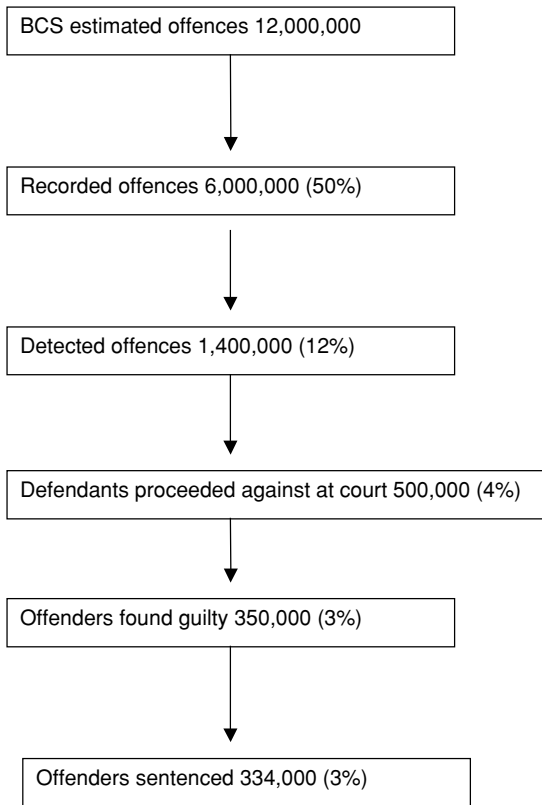 BCS estimated offences 12,000,000
Recorded offences 6,000,000 (50%)
Detected offences 1,400,000 (12%)
Defendants proceeded against at court 500,000 (4%)
Offenders found guilty 350,000 (3%)
Offenders sentenced 334,000 (3%)